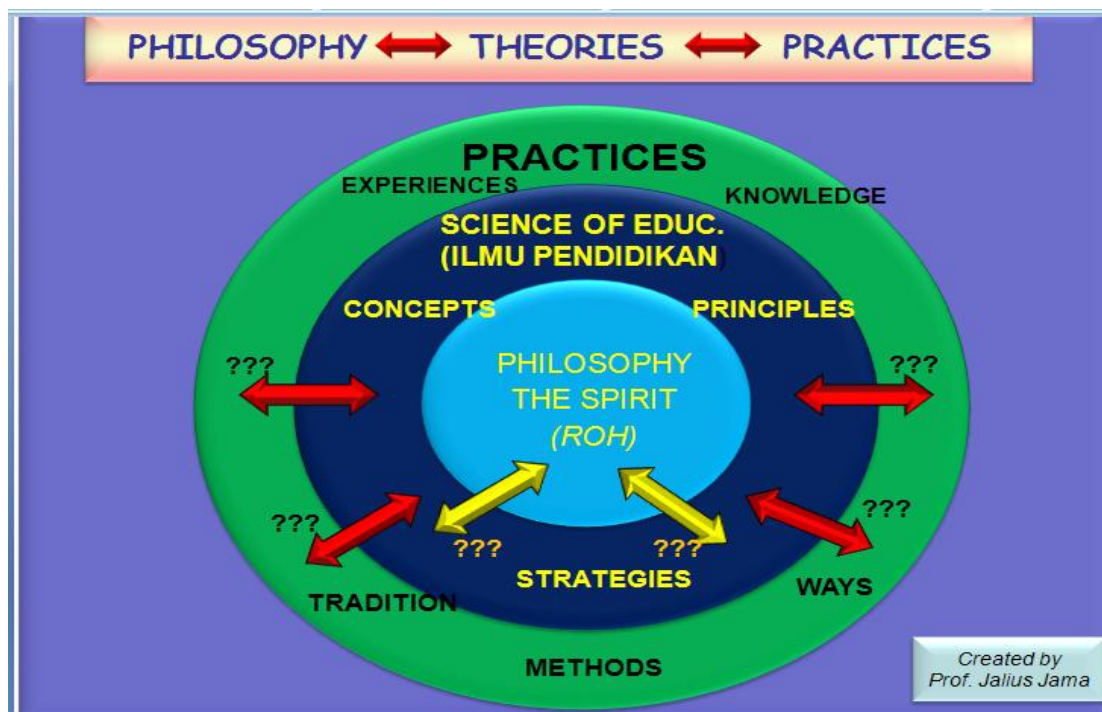 PHILOSOPHY THEORIES PRACTICES
PRACTICES
EXPERIENCES
KNOWLEDGE
SCIENCE OF EDUC.
(ILMU PENDIDIKAN)
CONCEPTS
PRINCIPLES
PHILOSOPHY
THE SPIRIT
(ROH)
???
???
???
???
???
???
STRATEGIES
TRADITION
WAYS
METHODS
Created by
Prof. Jalius Jama